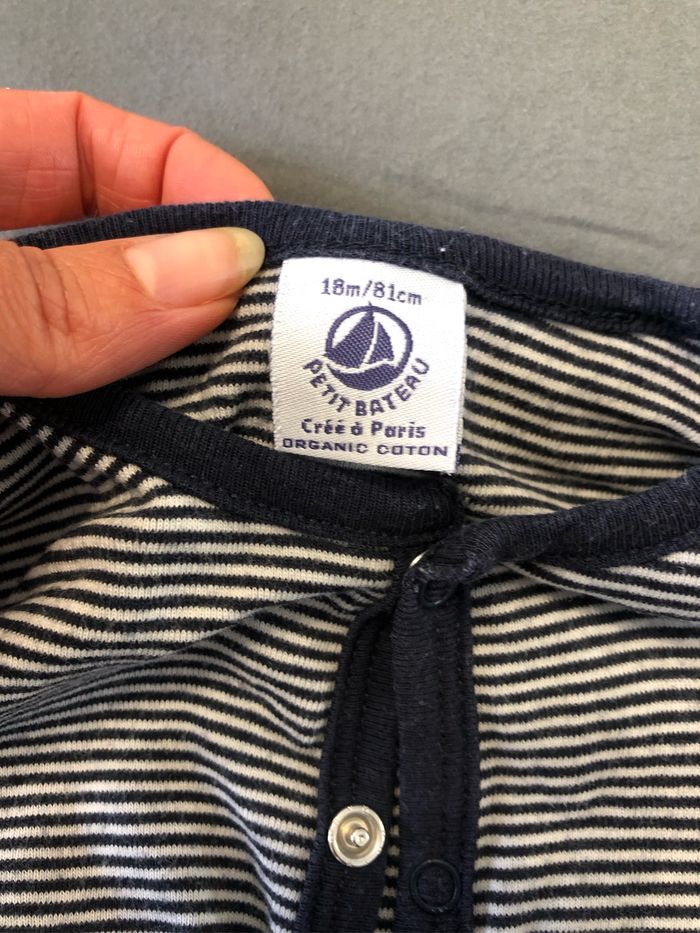 18m/81cm
PETIT BATEAU
Créé à Paris
ORGANIC COTON